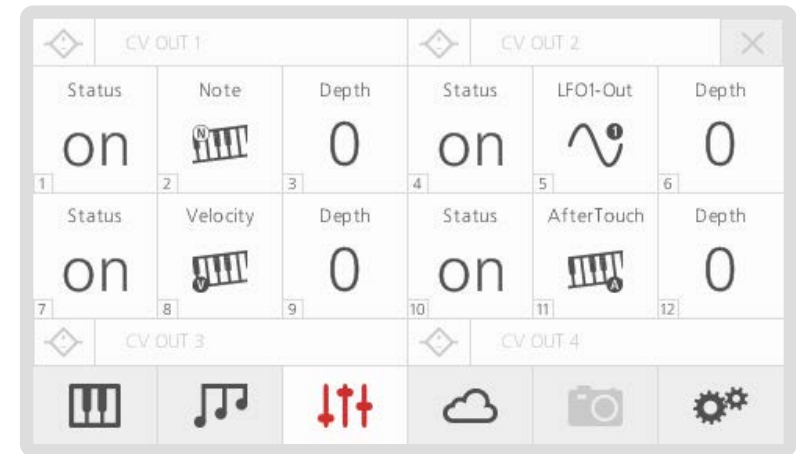 CV OUT 1 CV OUT 2
Status Note Depth Status LFO1-Out Depth
on N 0 on 1 0
1 2 3 4 5 6
Status Velocity Depth Status AfterTouch Depth
on V 0 on A 0
7 8 9 10 11 12
CV OUT 3 CV OUT 4